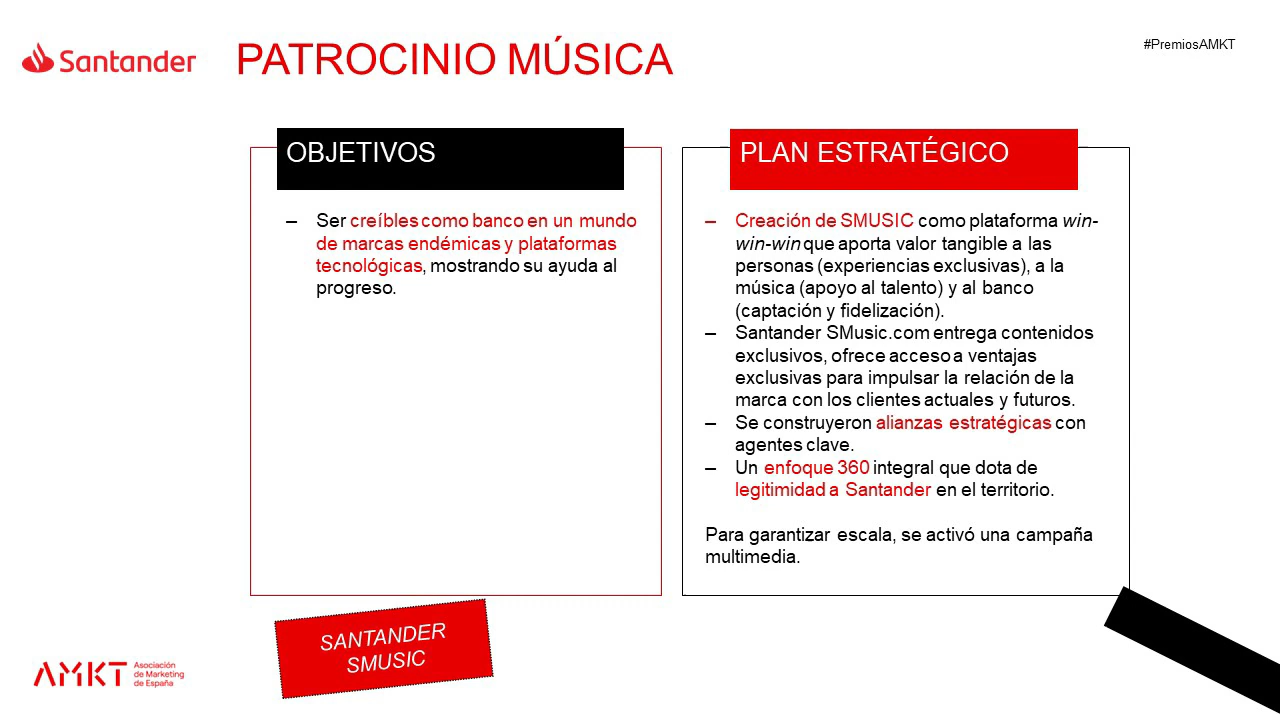 Santander
PATROCINIO MÚSICA
#PremiosAMKT
OBJETIVOS
– Ser creíbles como banco en un mundo
de marcas endémicas y plataformas
tecnológicas, mostrando su ayuda al
progreso.
PLAN ESTRATÉGICO
– Creación de SMUSIC como plataforma win-
win-win que aporta valor tangible a las
personas (experiencias exclusivas), a la
música (apoyo al talento) y al banco
(captación y fidelización).
– Santander SMusic.com entrega contenidos
exclusivos, ofrece acceso a ventajas
exclusivas para impulsar la relación de la
marca con los clientes actuales y futuros.
– Se construyeron alianzas estratégicas con
agentes clave.
– Un enfoque 360 integral que dota de
legitimidad a Santander en el territorio.
Para garantizar escala, se activó una campaña
multimedia.
SANTANDER
SMUSIC
AMKT
Asociación
de Marketing
de España